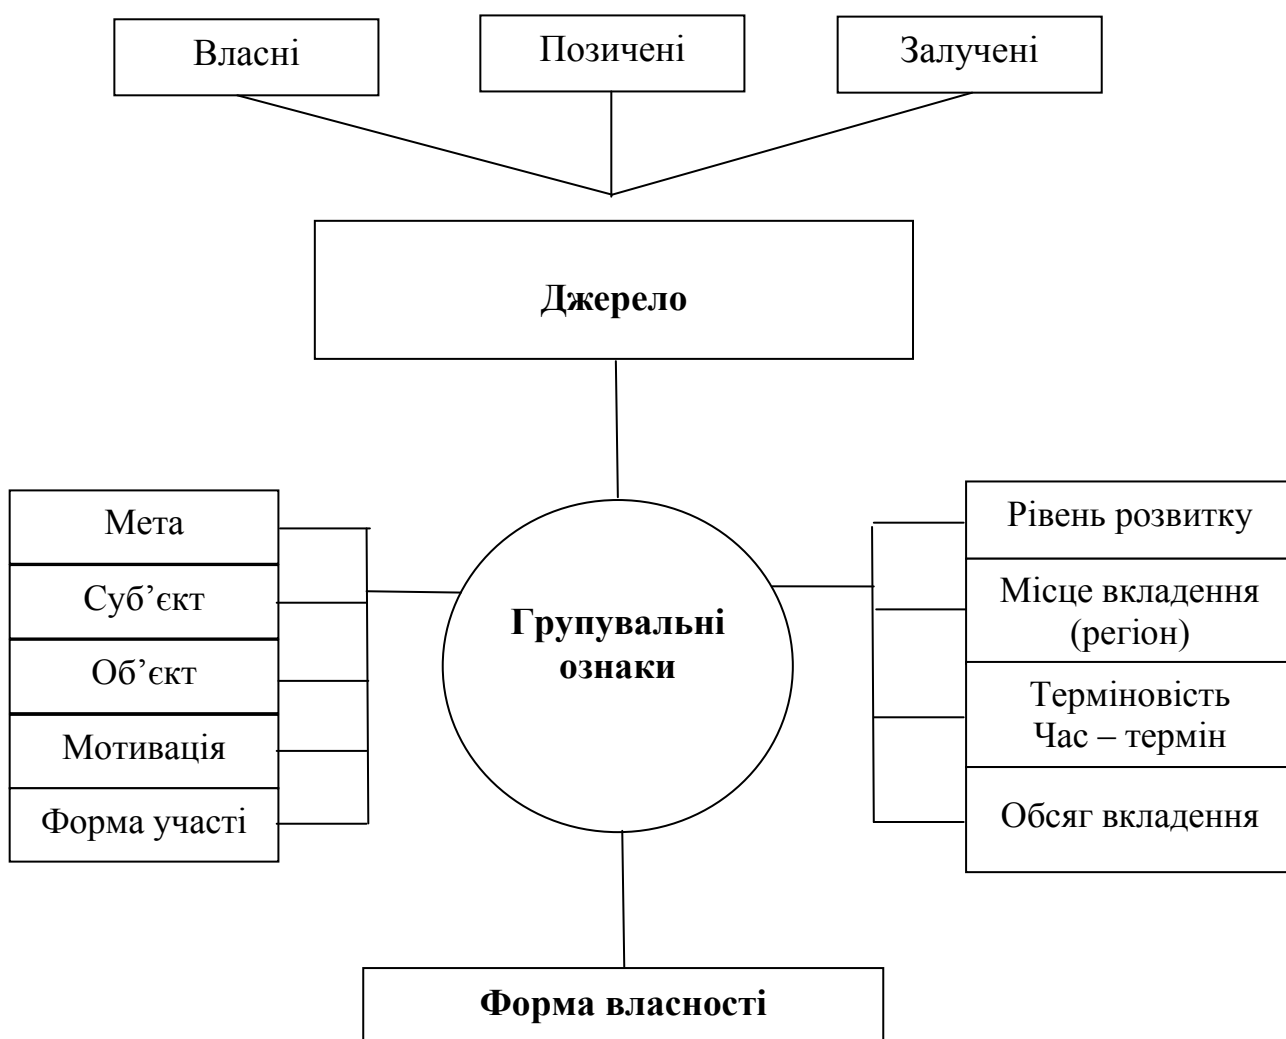 Власні
Позичені
Залучені
Джерело
Мета
Суб’єкт
Об’єкт
Мотивація
Форма участі
Групувальні
ознаки
Рівень розвитку
Місце вкладення
(регіон)
Терміновість
Час – термін
Обсяг вкладення
Форма власності